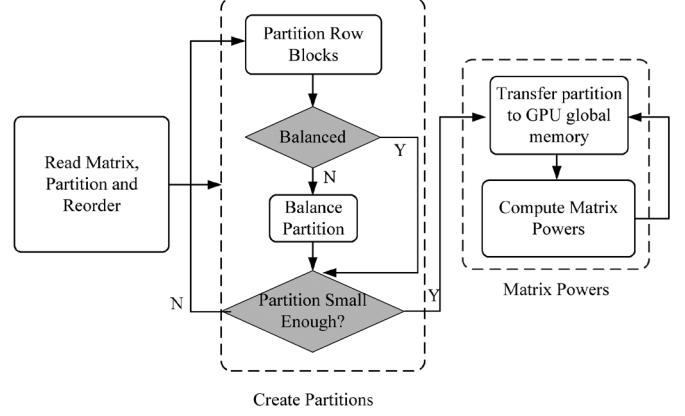 Read Matrix,
Partition and
Reorder
Partition Row
Blocks
Balanced
Y
N
Balance
Partition
Partition Small
Enough?
N
Y
Create Partitions
Transfer partition
to GPU global
memory
Compute Matrix
Powers
Matrix Powers